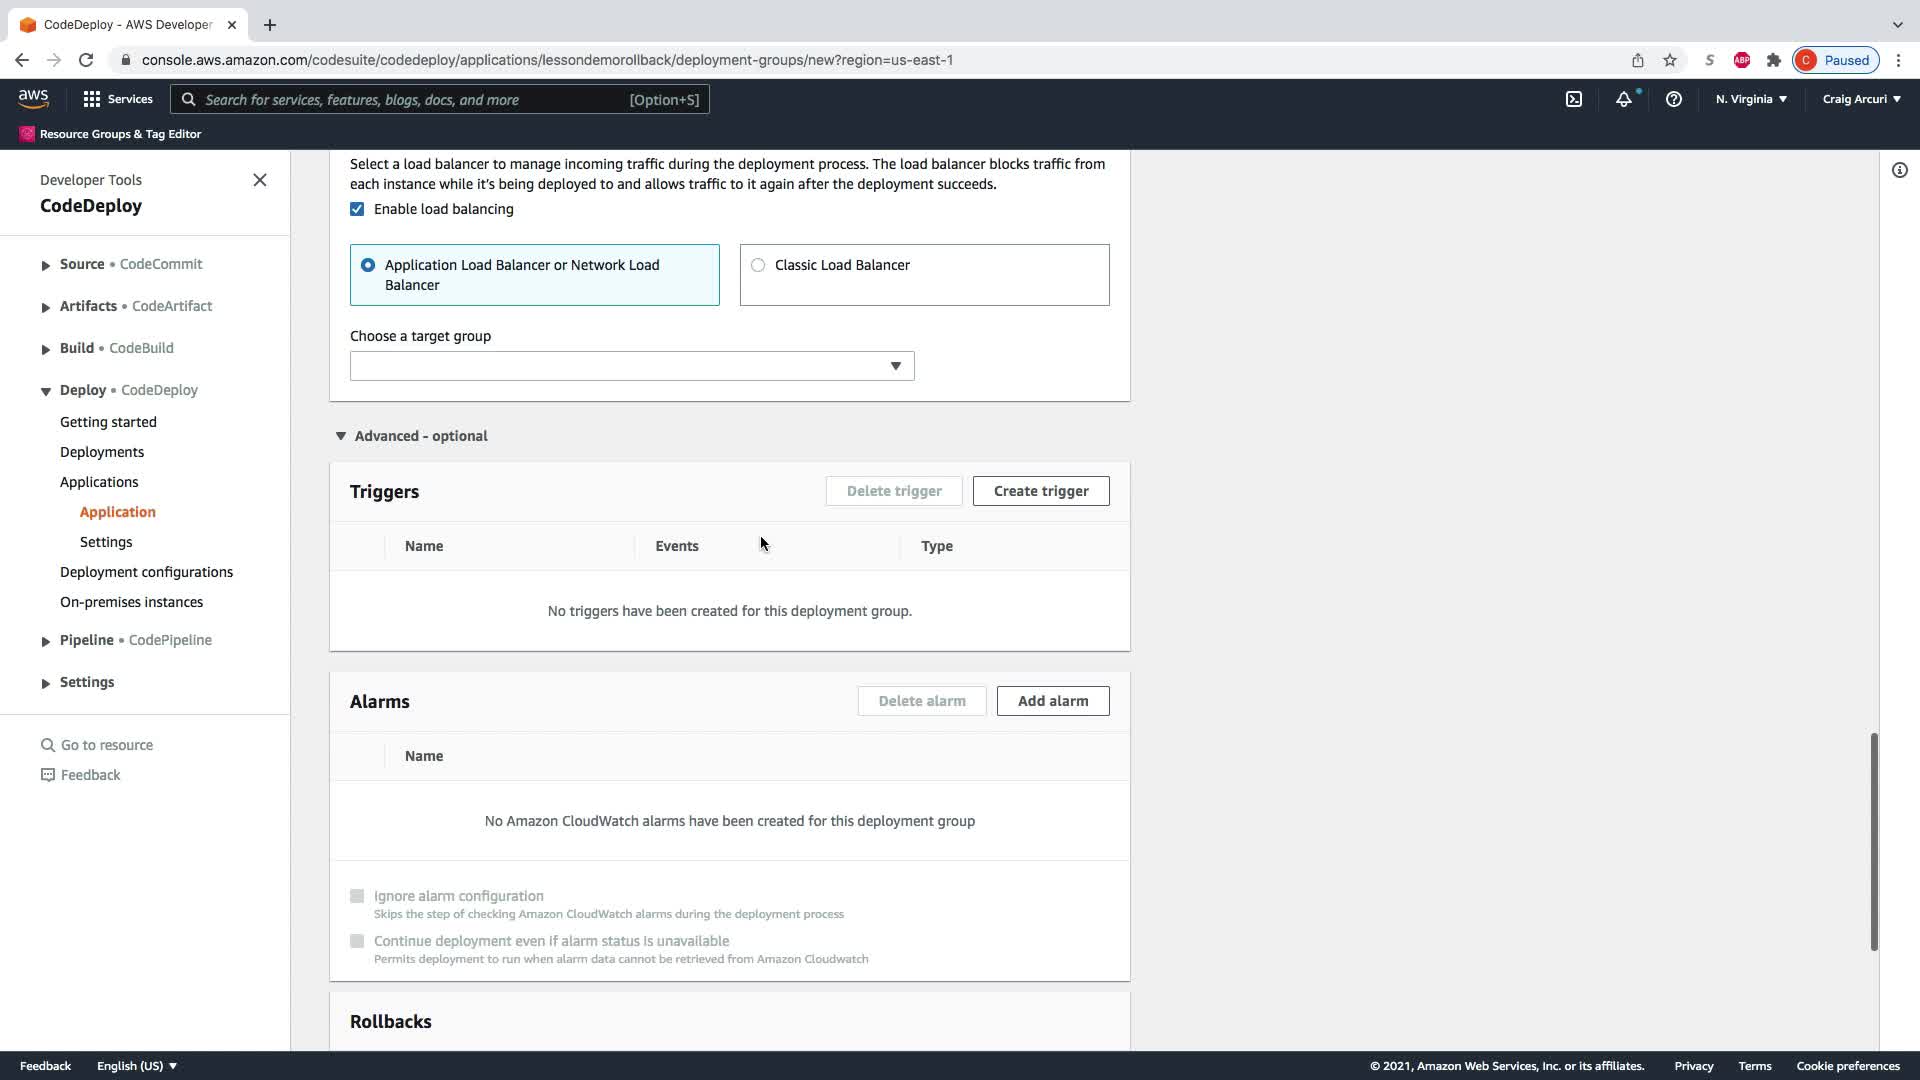 CodeDeploy - AWS Developer
console.aws.amazon.com/codesuite/codedeploy/applications/lessondemorollback/deployment-groups/new?region=us-east-1
S
ABP
C Paused
aws
Services
Search for services, features, blogs, docs, and more [Option+S]
N. Virginia
Craig Arcuri
Resource Groups & Tag Editor
Developer Tools
CodeDeploy
Source • CodeCommit
Artifacts • CodeArtifact
Build • CodeBuild
Deploy • CodeDeploy
Getting started
Deployments
Applications
Application
Settings
Deployment configurations
On-premises instances
Pipeline • CodePipeline
Settings
Go to resource
Feedback
Select a load balancer to manage incoming traffic during the deployment process. The load balancer blocks traffic from
each instance while it's being deployed to and allows traffic to it again after the deployment succeeds.
Enable load balancing
Application Load Balancer or Network Load
Balancer
Classic Load Balancer
Choose a target group
Advanced - optional
Triggers
Delete trigger
Create trigger
Name
Events
Type
No triggers have been created for this deployment group.
Alarms
Delete alarm
Add alarm
Name
No Amazon CloudWatch alarms have been created for this deployment group
Ignore alarm configuration
Skips the step of checking Amazon CloudWatch alarms during the deployment process
Continue deployment even if alarm status is unavailable
Permits deployment to run when alarm data cannot be retrieved from Amazon Cloudwatch
Rollbacks
Feedback
English (US)
© 2021, Amazon Web Services, Inc. or its affiliates.
Privacy
Terms
Cookie preferences